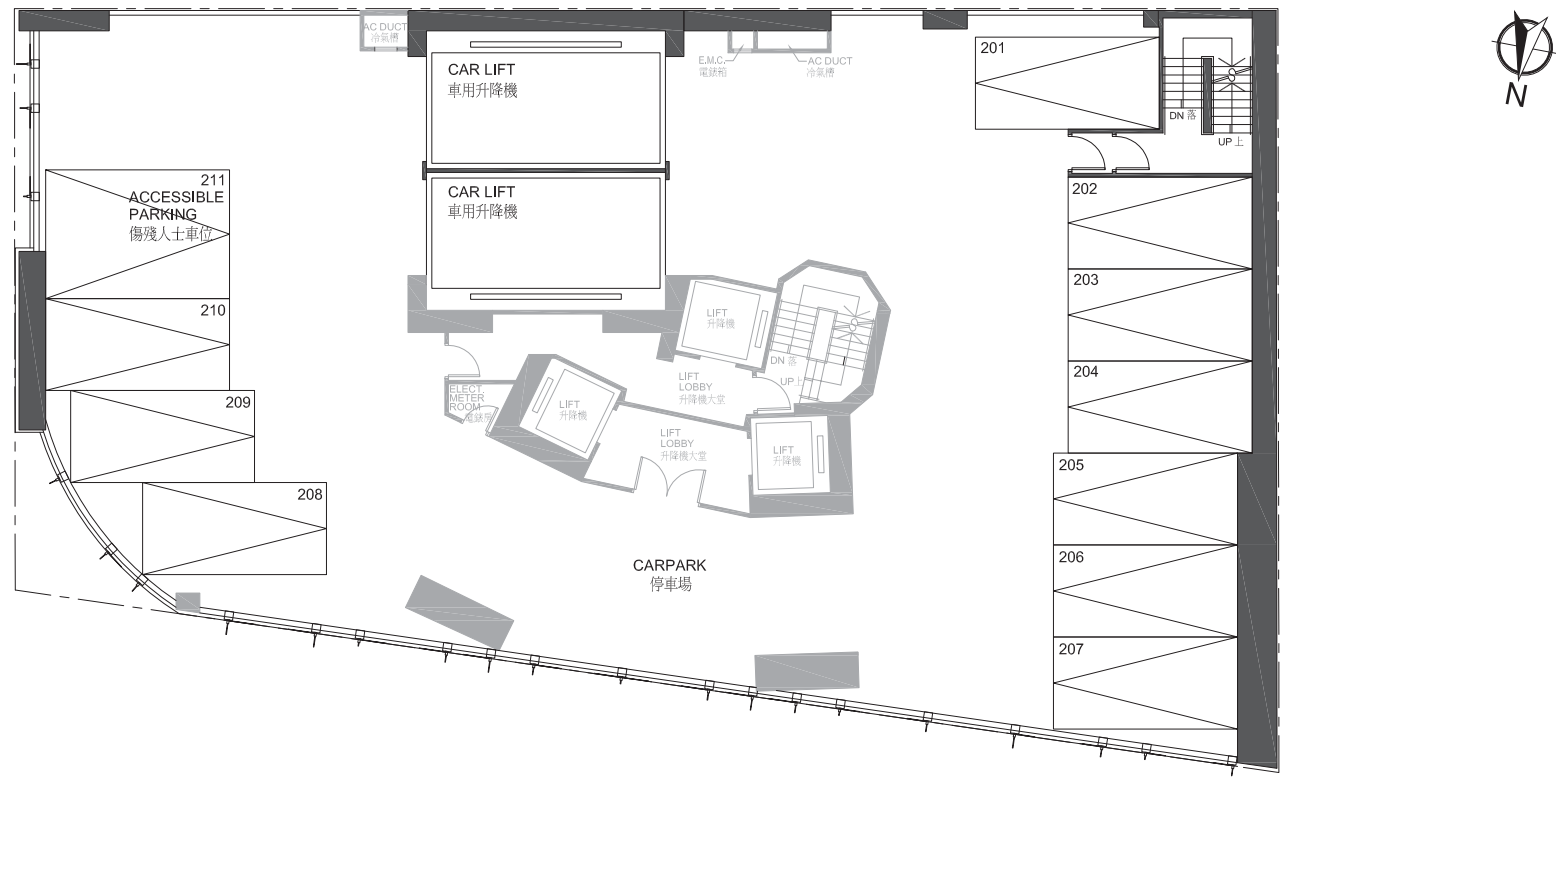 AC DUCT
冷氣槽
CAR LIFT
車用升降機
E.M.C.
電錶箱
AC DUCT
冷氣槽
201
DN 落
UP 上
N
211
ACCESSIBLE
PARKING
傷殘人士車位
CAR LIFT
車用升降機
202
203
210
LIFT
升降機
204
DN 落
UP 上
LIFT
LOBBY
升降機大堂
ELECT.
METER
ROOM
電錶房
LIFT
升降機
209
LIFT
LOBBY
升降機大堂
LIFT
升降機
205
208
206
CARPARK
停車場
207